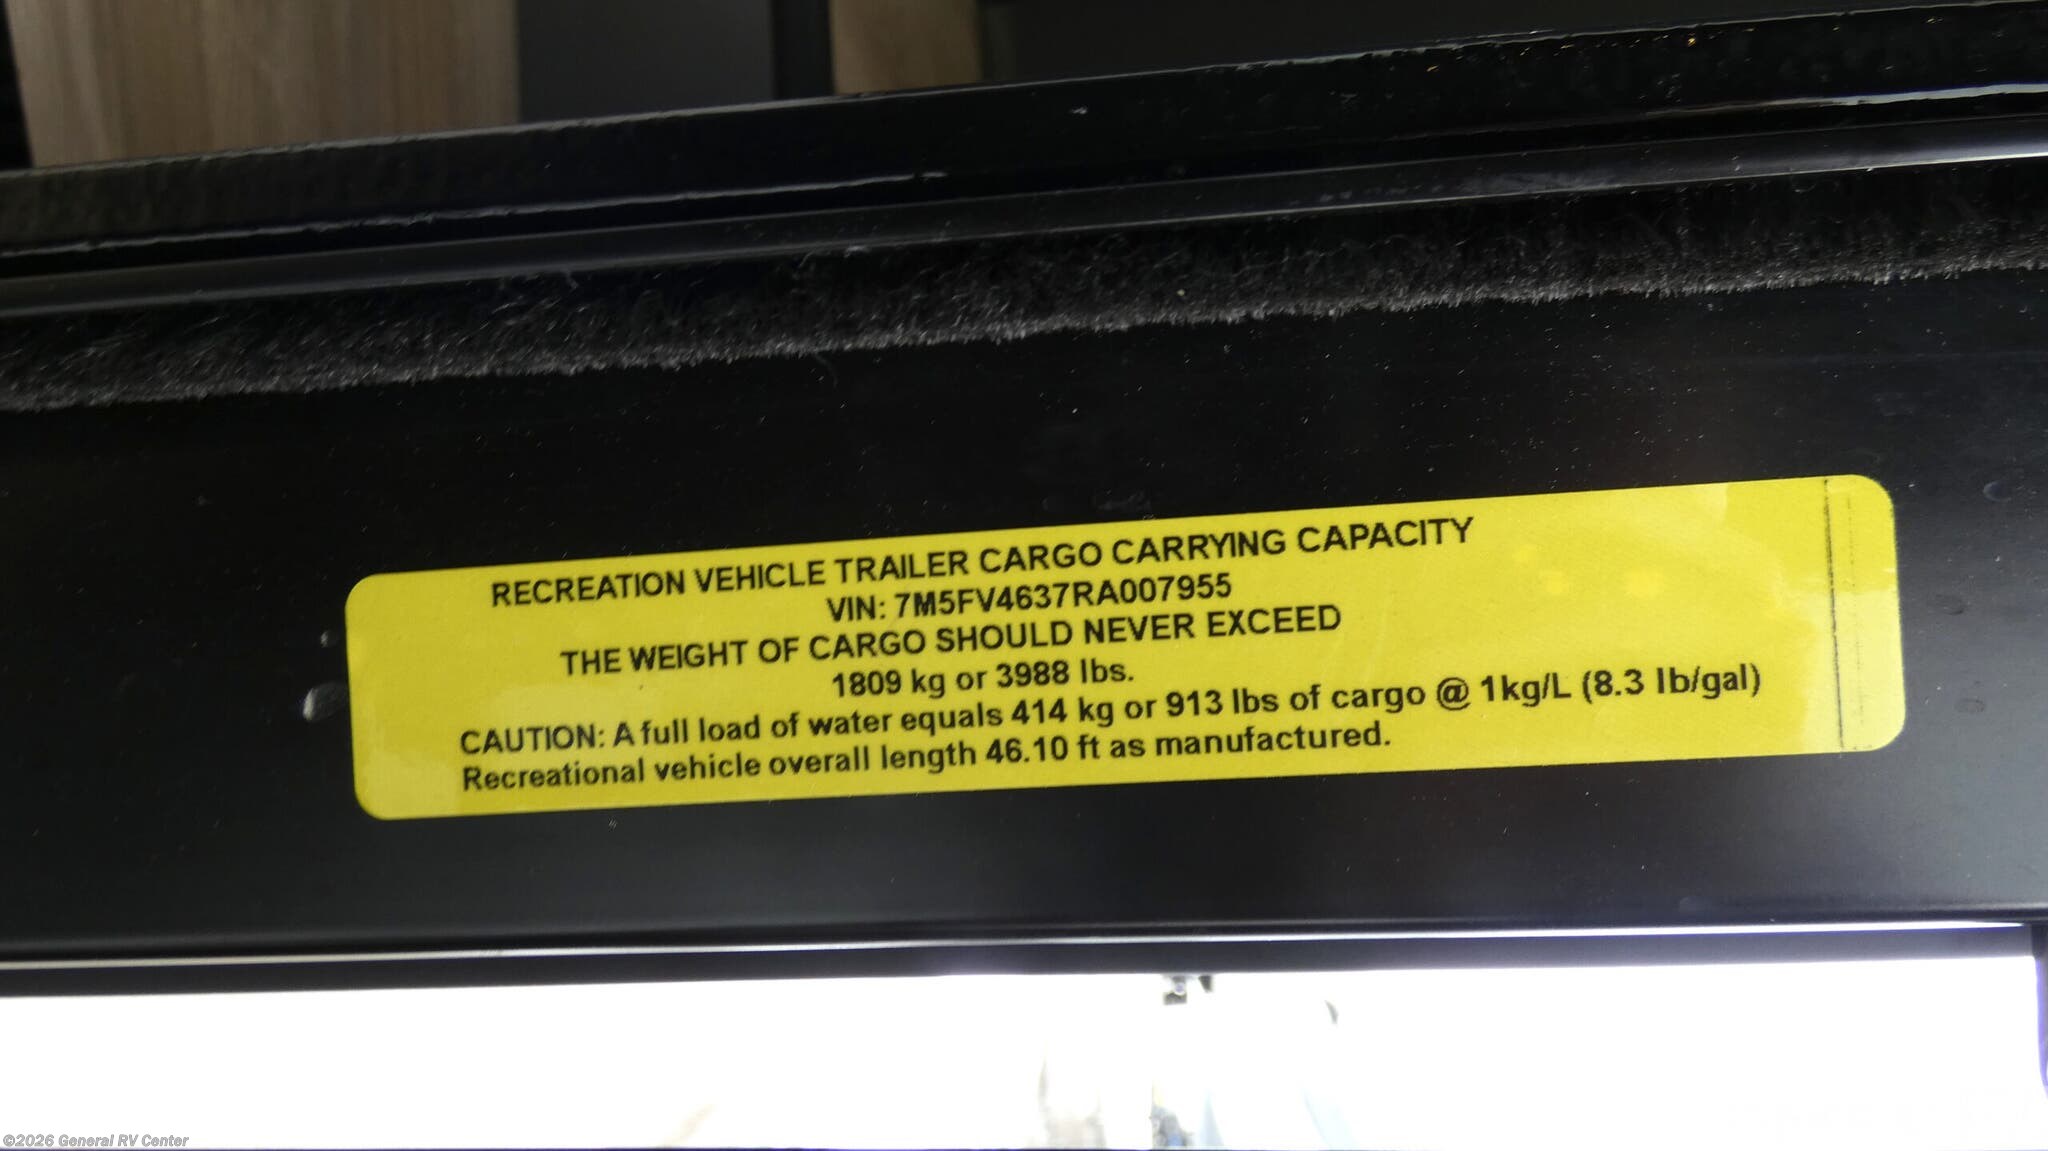 RECREATION VEHICLE TRAILER CARGO CARRYING CAPACITY
VIN: 7M5FV4637RA007955
THE WEIGHT OF CARGO SHOULD NEVER EXCEED
1809 kg or 3988 lbs.
CAUTION: A full load of water equals 414 kg or 913 lbs of cargo @ 1kg/L (8.3 lb/gal)
Recreational vehicle overall length 46.10 ft as manufactured.
©2026 General RV Center